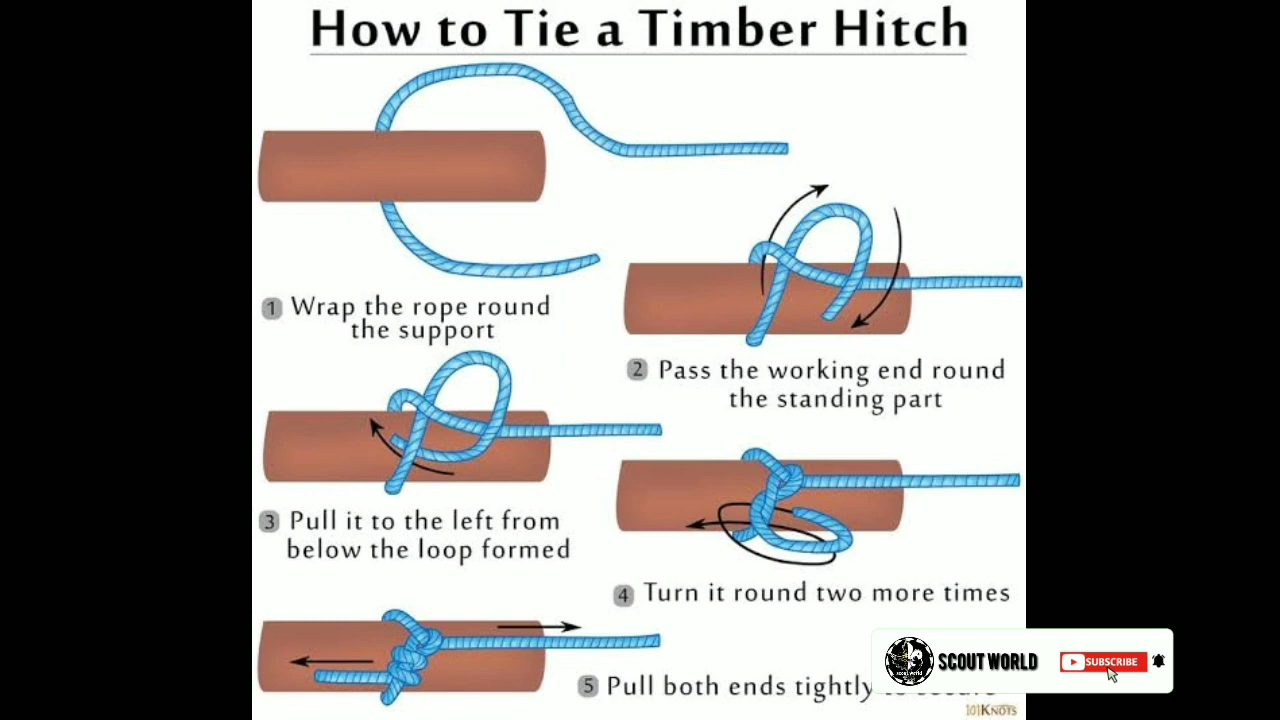 How to Tie a Timber Hitch
1 Wrap the rope round
the support
2 Pass the working end round
the standing part
3 Pull it to the left from
below the loop formed
4 Turn it round two more times
5 Pull both ends tightly
SCOUT WORLD
scout world
SUBSCRIBE
101KNOTS